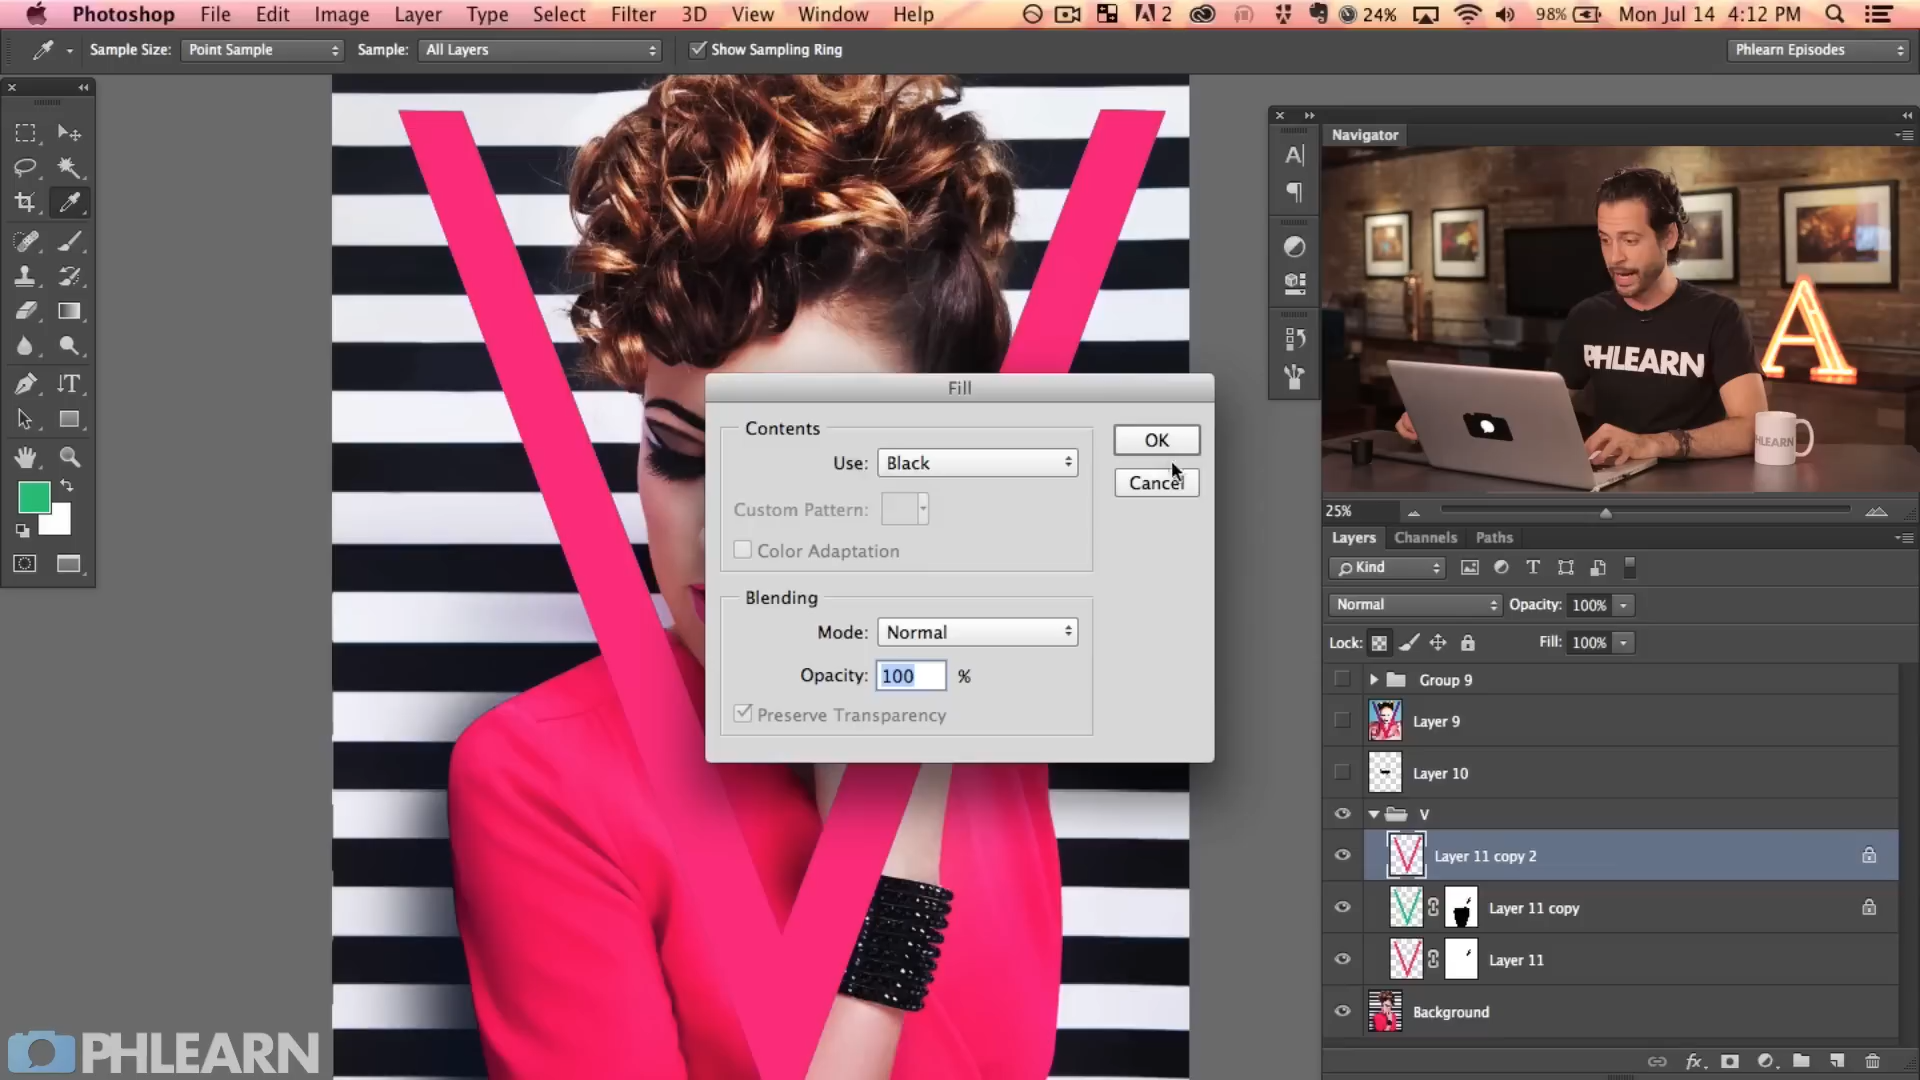 Photoshop File Edit Image Layer Type Select Filter 3D View Window Help 2 24% 98% Mon Jul 14 4:12 PM
Sample Size: Point Sample Sample: All Layers Show Sampling Ring Phlearn Episodes
Navigator
PHLEARN
A
PHLEARN
Fill
Contents
Use: Black
OK
Cancel
Custom Pattern:
Color Adaptation
Blending
Mode: Normal
Opacity: 100 %
Preserve Transparency
25%
Layers Channels Paths
Kind
Normal Opacity: 100%
Lock: Fill: 100%
Group 9
Layer 9
Layer 10
V
Layer 11 copy 2
Layer 11 copy
Layer 11
Background
fx
V
PHLEARN